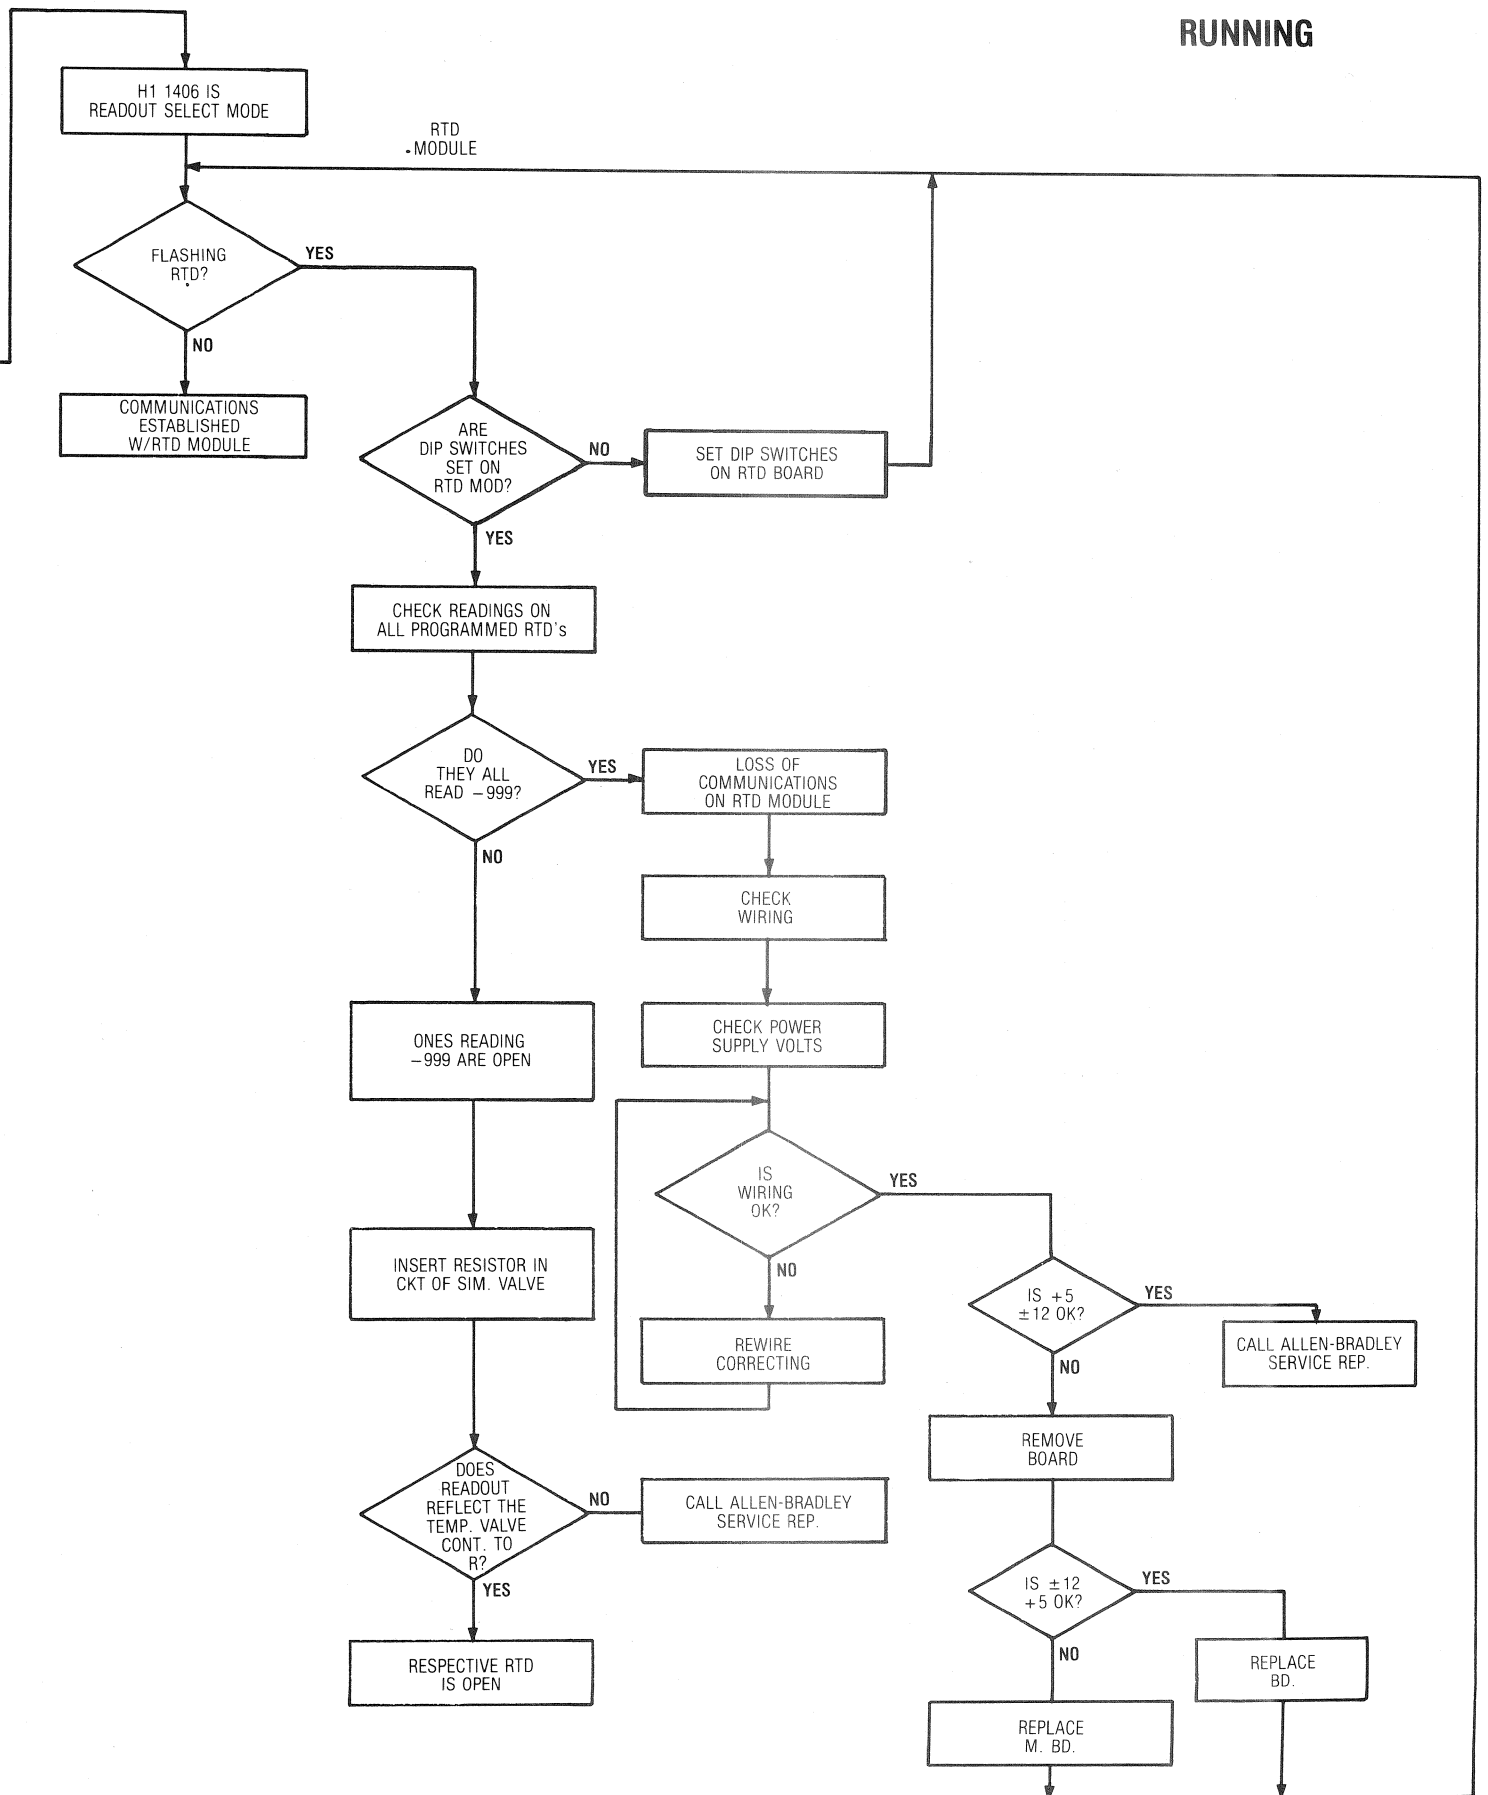 RUNNING
H1 1406 IS
READOUT SELECT MODE
RTD
MODULE
FLASHING
RTD?
YES
NO
COMMUNICATIONS
ESTABLISHED
W/RTD MODULE
ARE
DIP SWITCHES
SET ON
RTD MOD?
NO
SET DIP SWITCHES
ON RTD BOARD
YES
CHECK READINGS ON
ALL PROGRAMMED RTD's
DO
THEY ALL
READ –999?
YES
LOSS OF
COMMUNICATIONS
ON RTD MODULE
NO
CHECK
WIRING
ONES READING
–999 ARE OPEN
CHECK POWER
SUPPLY VOLTS
IS
WIRING
OK?
YES
NO
INSERT RESISTOR IN
CKT OF SIM. VALVE
REWIRE
CORRECTING
IS +5
±12 OK?
YES
CALL ALLEN-BRADLEY
SERVICE REP.
NO
REMOVE
BOARD
DOES
READOUT
REFLECT THE
TEMP. VALVE
CONT. TO
R?
NO
CALL ALLEN-BRADLEY
SERVICE REP.
YES
RESPECTIVE RTD
IS OPEN
IS ±12
+5 OK?
YES
NO
REPLACE
BD.
REPLACE
M. BD.